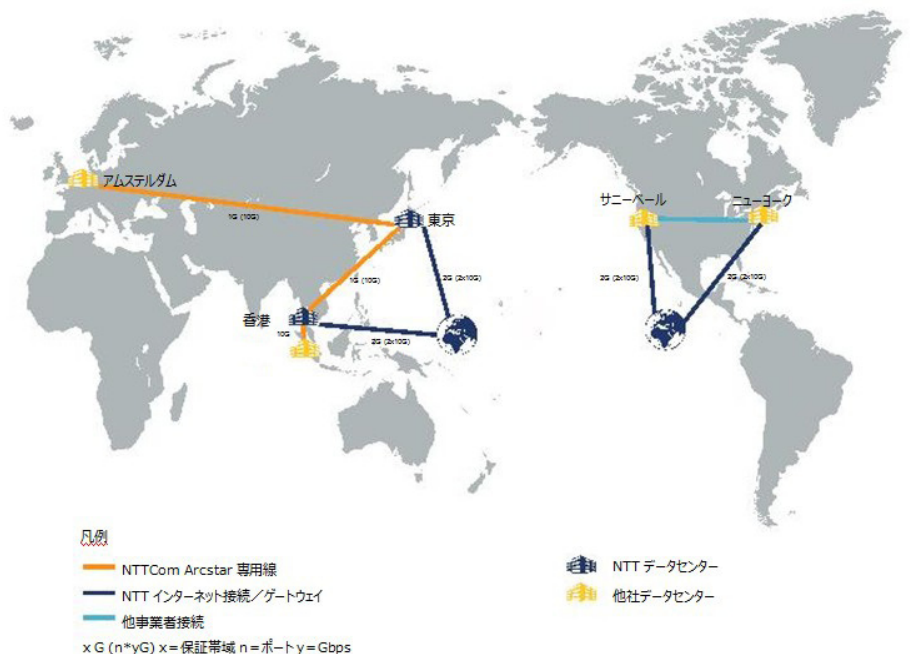 アムステルダム
1G (10G)
東京
サニーベール
ニューヨーク
1G (10G)
2G (2x10G)
2G (2x10G)
2G (2x10G)
香港
10G
2G (2x10G)
凡例
NTTCom Arcstar 専用線
NTT インターネット接続／ゲートウェイ
他事業者接続
x G (n*yG) x＝保証帯域 n＝ポート y＝Gbps
NTT データセンター
他社データセンター